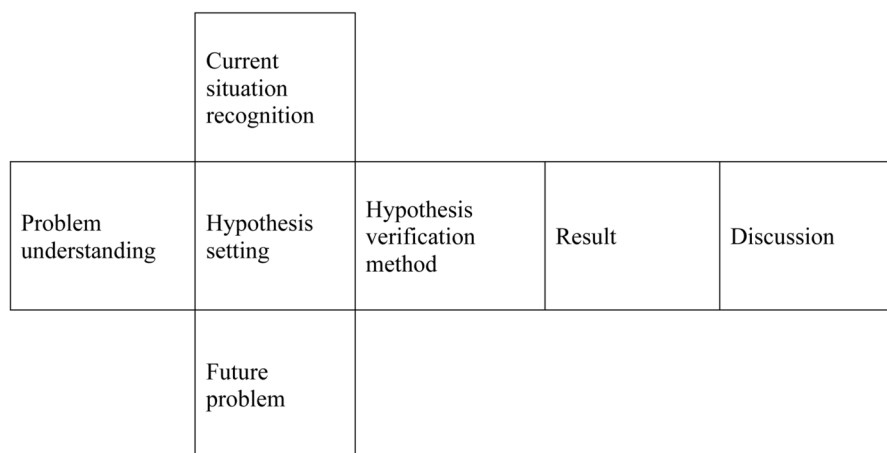 Current
situation
recognition
Problem
understanding
Hypothesis
setting
Hypothesis
verification
method
Result
Discussion
Future
problem